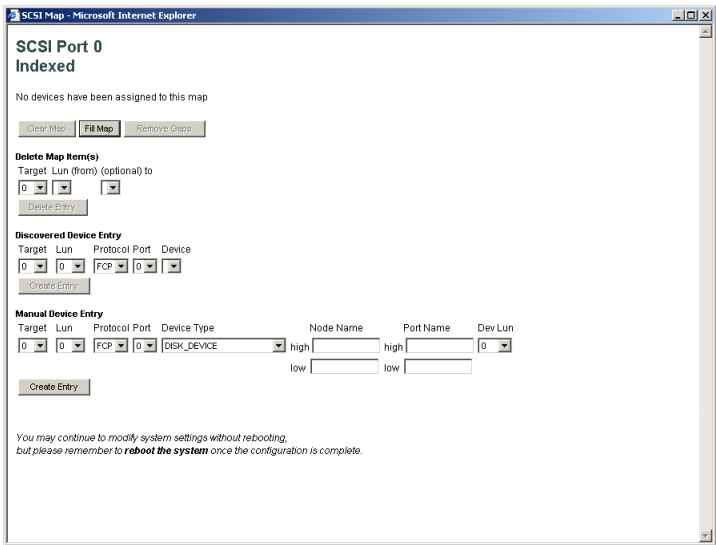 SCSI Map - Microsoft Internet Explorer
SCSI Port 0
Indexed
No devices have been assigned to this map
Clear Map Fill Map Remove Gaps
Delete Map Item(s)
Target Lun (from) (optional) to
0
Delete Entry
Discovered Device Entry
Target Lun Protocol Port Device
0 0 FCP 0
Create Entry
Manual Device Entry
Target Lun Protocol Port Device Type Node Name Port Name Dev Lun
0 0 FCP 0 DISK_DEVICE high high 0
low low
Create Entry
You may continue to modify system settings without rebooting,
but please remember to reboot the system once the configuration is complete.